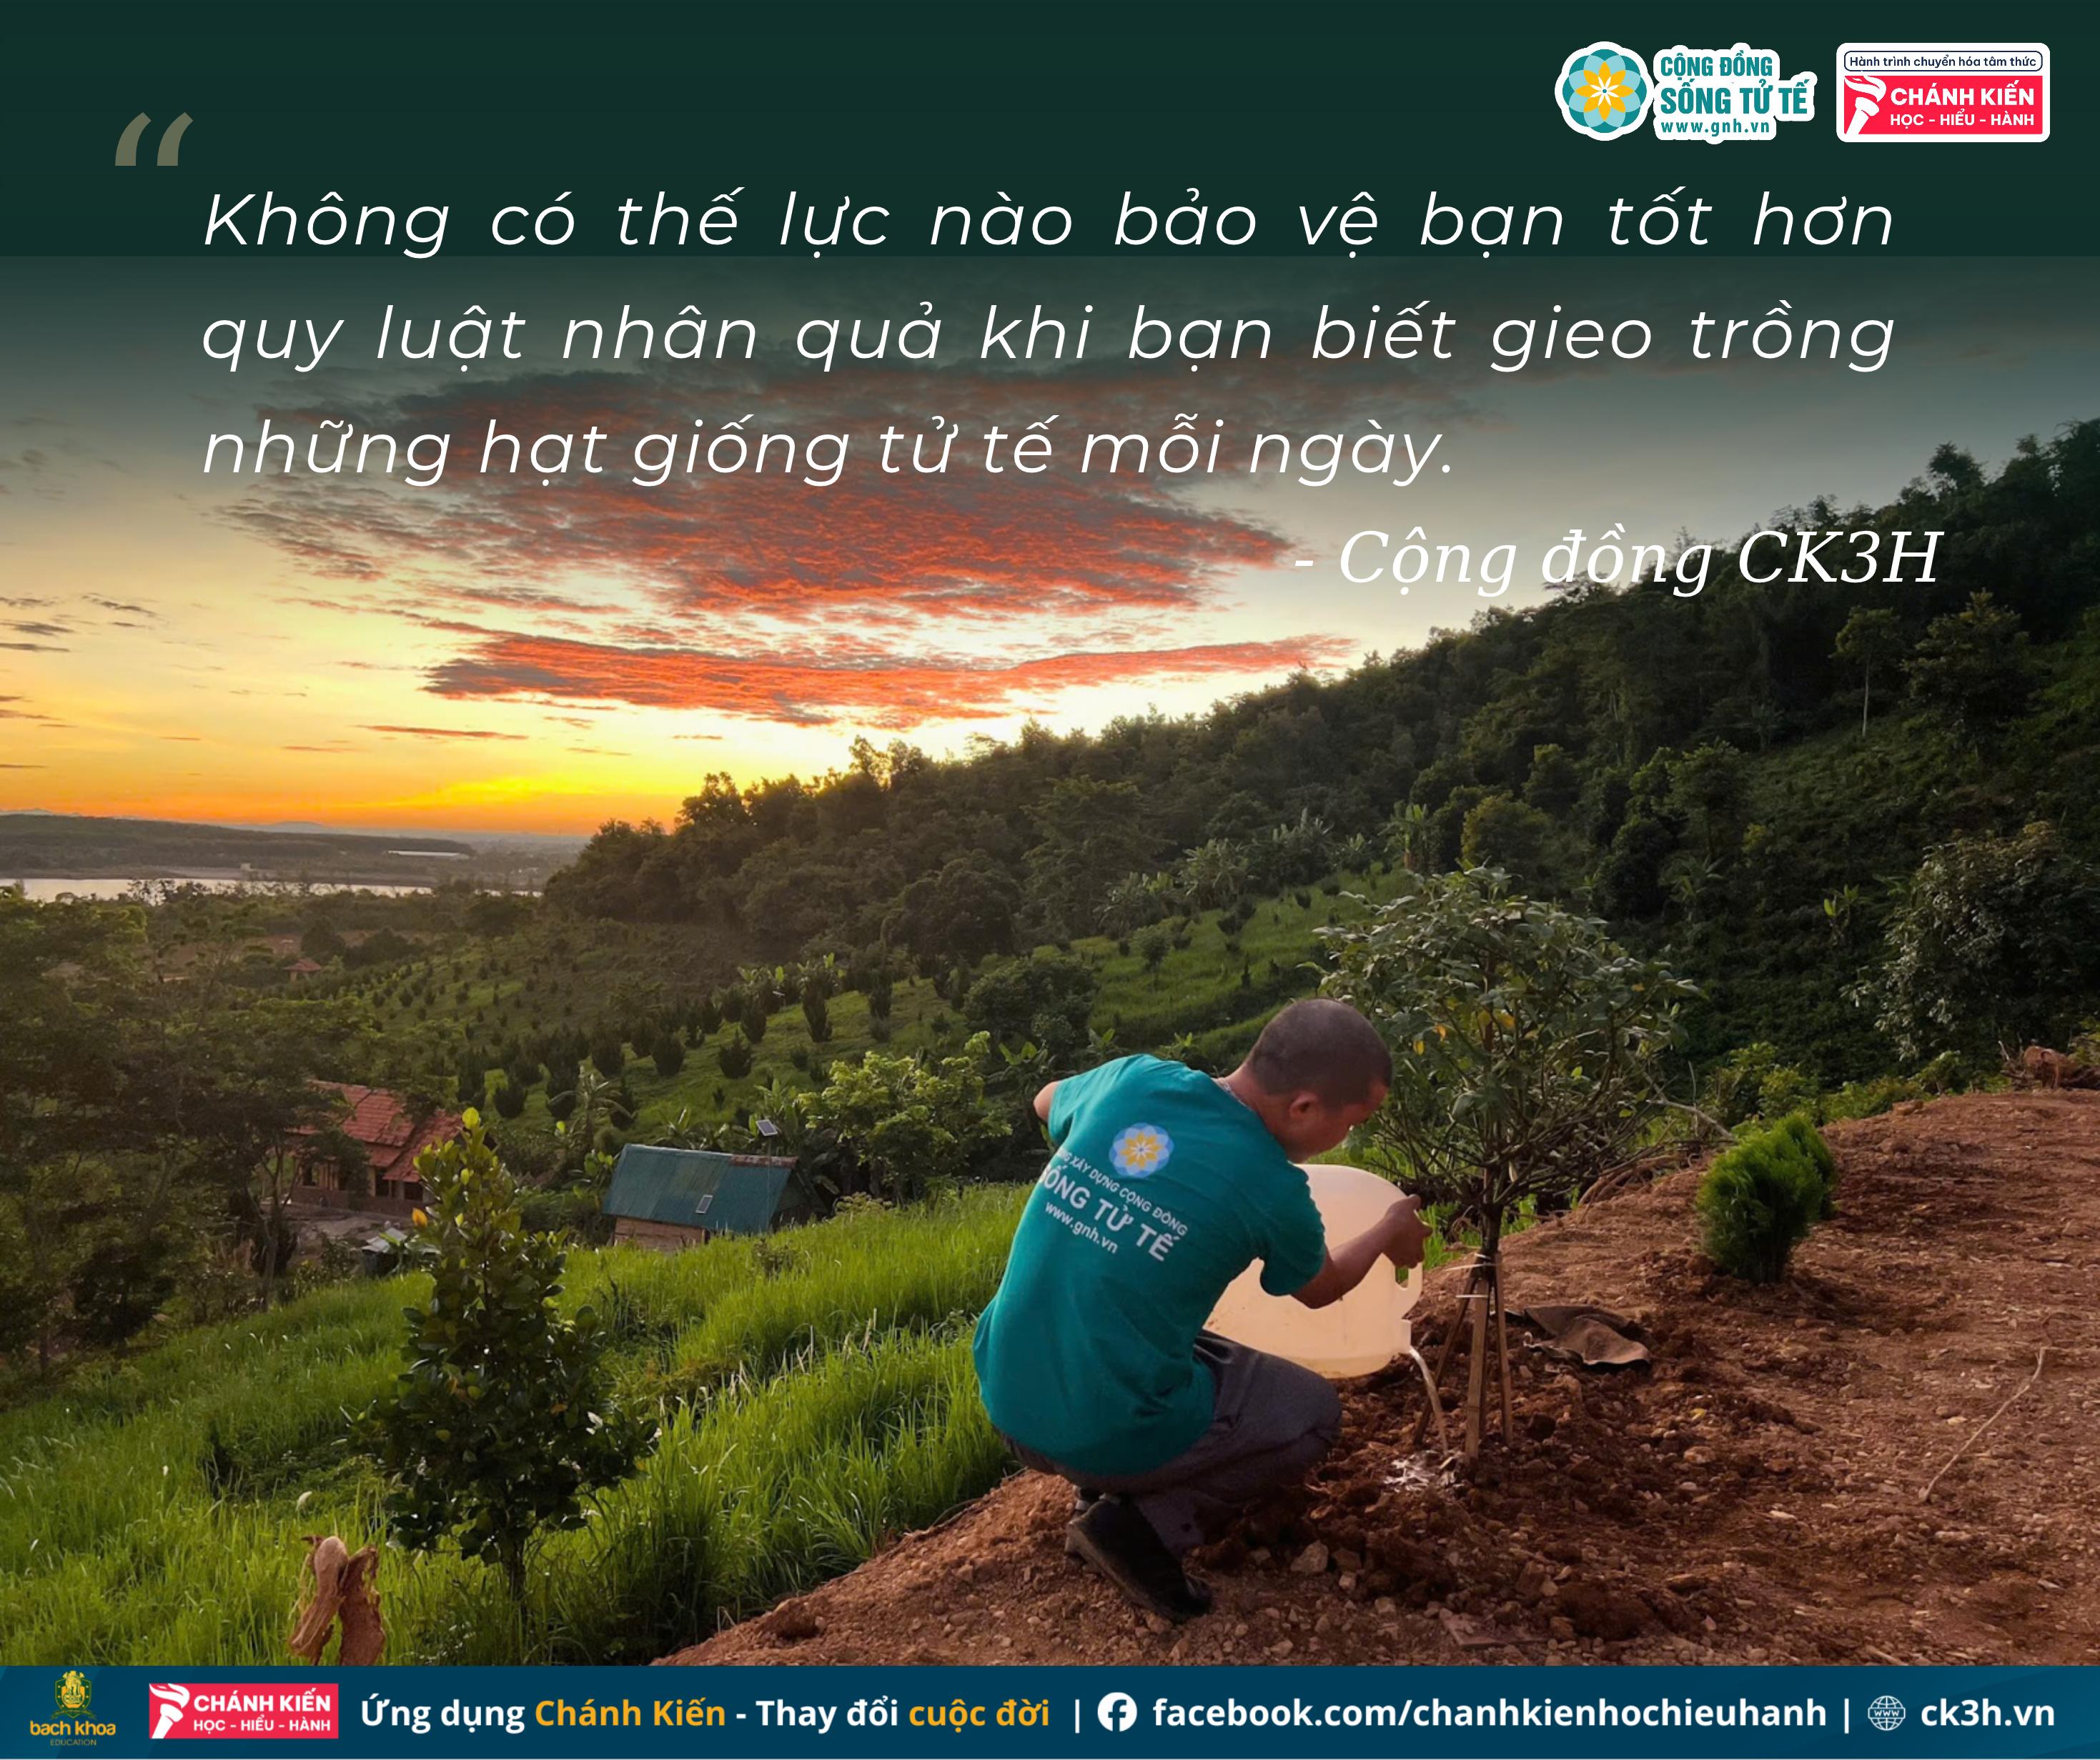 CỘNG ĐỒNG
SỐNG TỬ TẾ
www.gnh.vn
Hành trình chuyển hóa tâm thức
CHÁNH KIẾN
HỌC - HIỂU - HÀNH
“
Không có thế lực nào bảo vệ bạn tốt hơn
quy luật nhân quả khi bạn biết gieo trồng
những hạt giống tử tế mỗi ngày.
- Cộng đồng CK3H
XÂY DỰNG CỘNG ĐỒNG
SỐNG TỬ TẾ
www.gnh.vn
bach khoa
EDUCATION
CHÁNH KIẾN
HỌC - HIỂU - HÀNH
Ứng dụng Chánh Kiến - Thay đổi cuộc đời | facebook.com/chanhkienhochieuhanh | www ck3h.vn